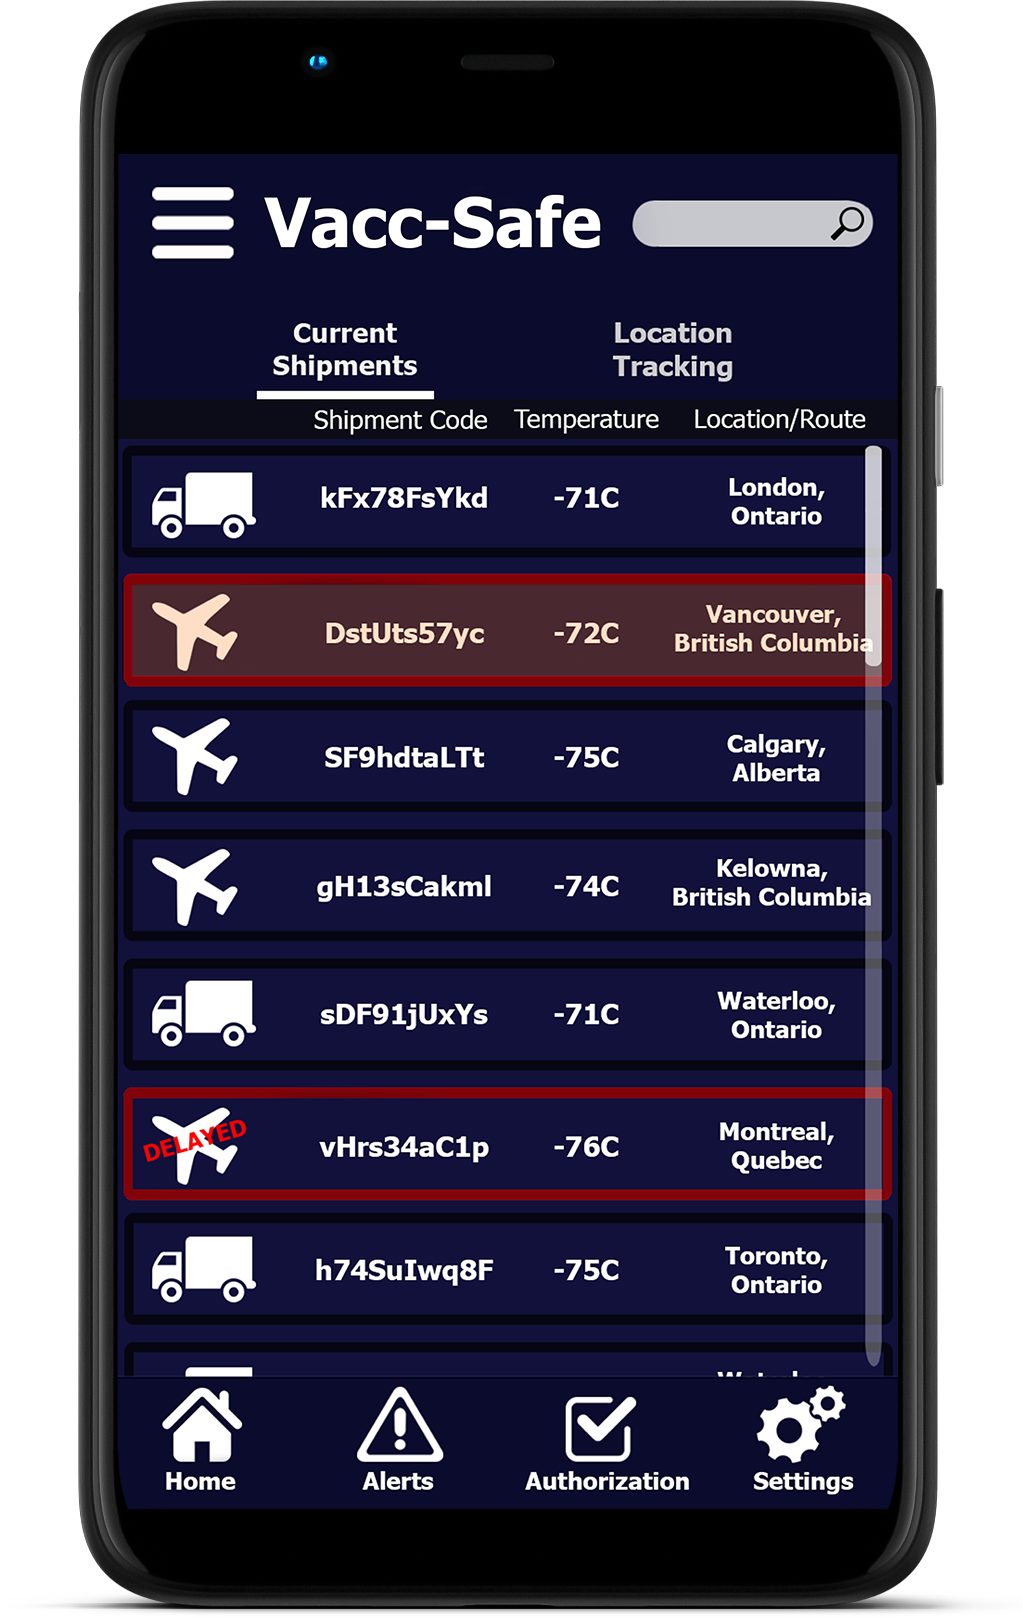 Vacc-Safe
Current
Shipments
Location
Tracking
Shipment Code Temperature Location/Route
kFx78FsYkd -71C London,
Ontario
DstUts57yc -72C Vancouver,
British Columbia
SF9hdtaLTt -75C Calgary,
Alberta
gH13sCakml -74C Kelowna,
British Columbia
sDF91jUxYs -71C Waterloo,
Ontario
DELAYED vHrs34aC1p -76C Montreal,
Quebec
h74SuIwq8F -75C Toronto,
Ontario
Home Alerts Authorization Settings